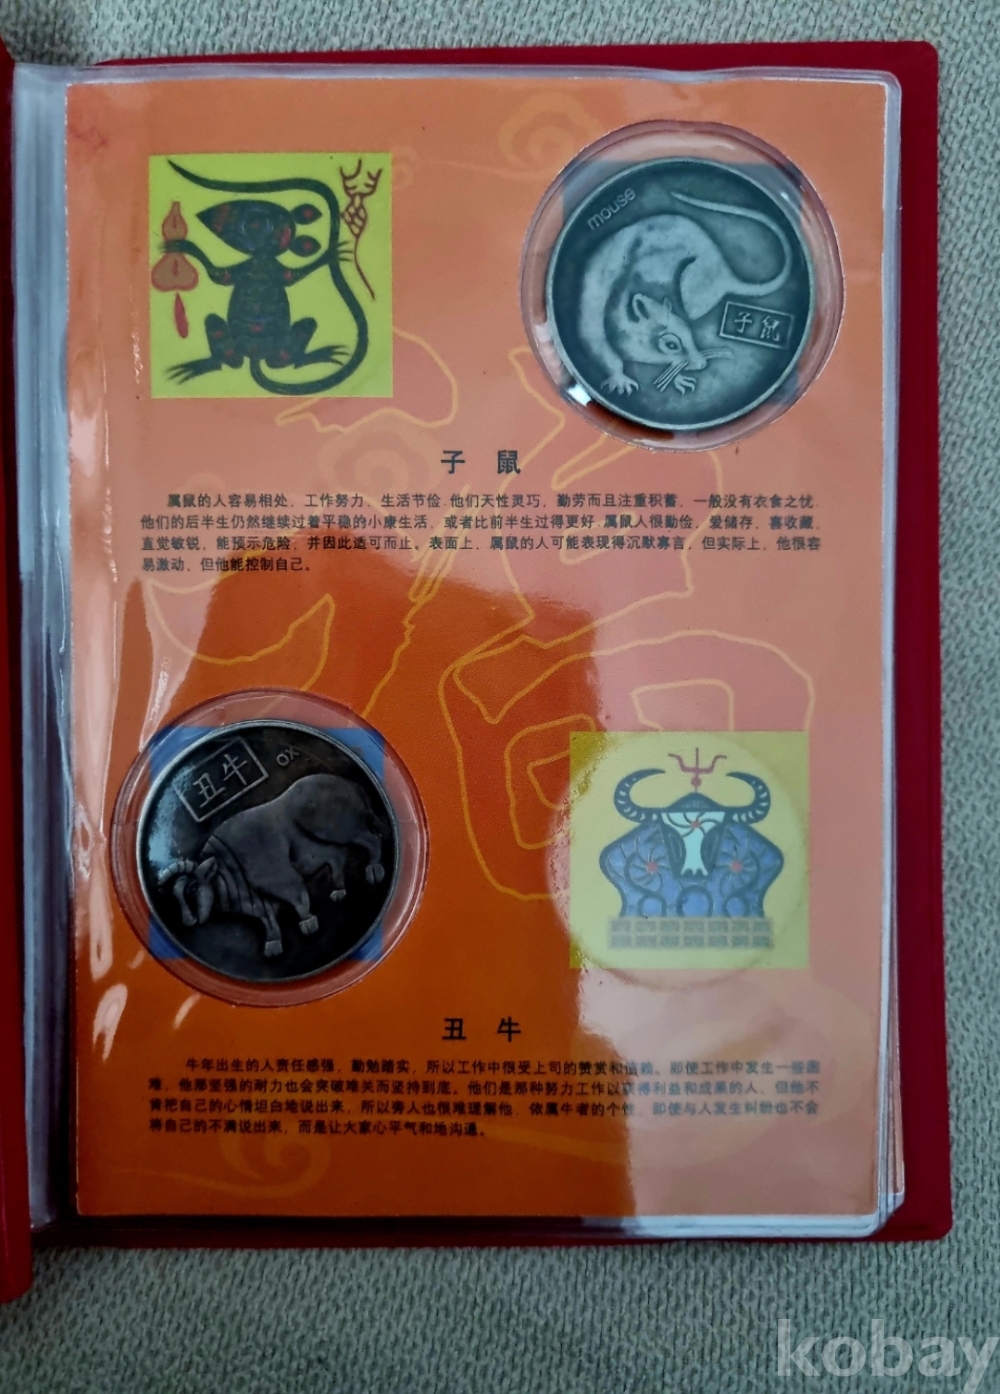 mouse
子鼠
子 鼠
属鼠的人容易相处、工作努力、生活节俭.他们天性灵巧、勤劳而且注重积蓄、一般没有衣食之忧.
他们的后半生仍然继续过着平稳的小康生活、或者比前半生过得更好.属鼠人很勤俭、爱储存、喜收藏、
直觉敏锐、能预示危险、并因此适可而止。表面上、属鼠的人可能表现得沉默寡言、但实际上、他很容
易激动、但他能控制自己。
丑牛
OX
丑 牛
牛年出生的人责任感强、勤勉踏实、所以工作中很受上司的赞赏和信赖。即使工作中发生一些困
难、他那坚强的耐力也会突破难关而坚持到底。他们是那种努力工作以获得利益和成果的人、但他不
肯把自己的心情坦白地说出来、所以旁人也很难理解他、依属牛者的个性、即使与人发生纠纷也不会
将自己的不满说出来、而是让大家心平气和地沟通。
kobay